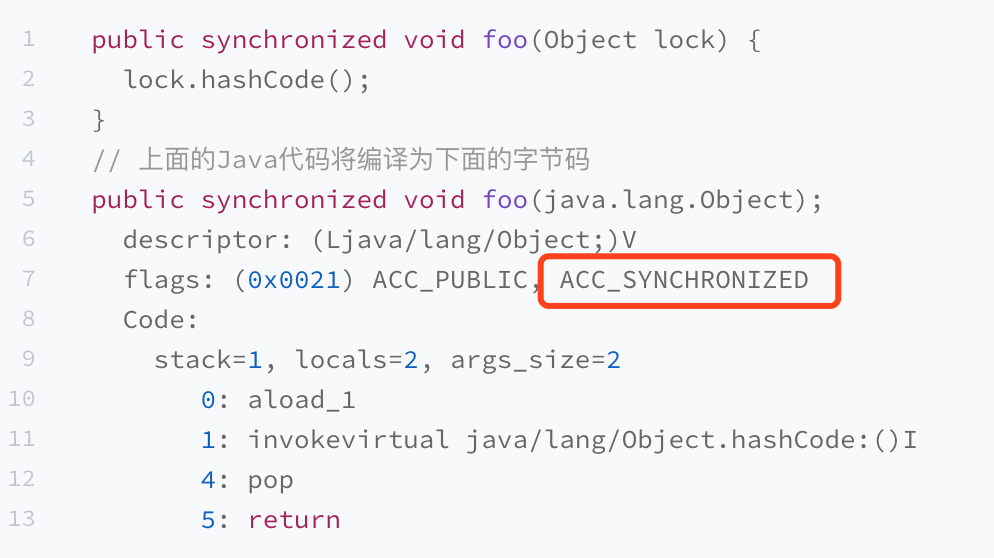 1 public synchronized void foo(Object lock) {
2 lock.hashCode();
3 }
4 // 上面的Java代码将编译为下面的字节码
5 public synchronized void foo(java.lang.Object);
6 descriptor: (Ljava/lang/Object;)V
7 flags: (0x0021) ACC_PUBLIC, ACC_SYNCHRONIZED
8 Code:
9 stack=1, locals=2, args_size=2
10 0: aload_1
11 1: invokevirtual java/lang/Object.hashCode:()I
12 4: pop
13 5: return